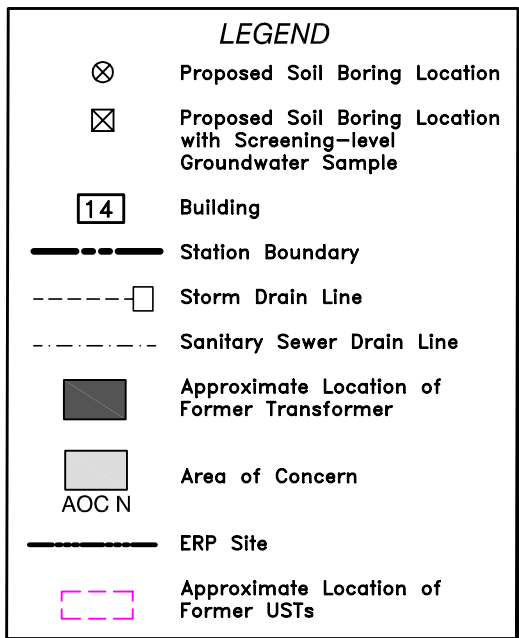 LEGEND
Proposed Soil Boring Location
Proposed Soil Boring Location
with Screening-level
Groundwater Sample
14 Building
Station Boundary
Storm Drain Line
Sanitary Sewer Drain Line
Approximate Location of
Former Transformer
Area of Concern
AOC N
ERP Site
Approximate Location of
Former USTs